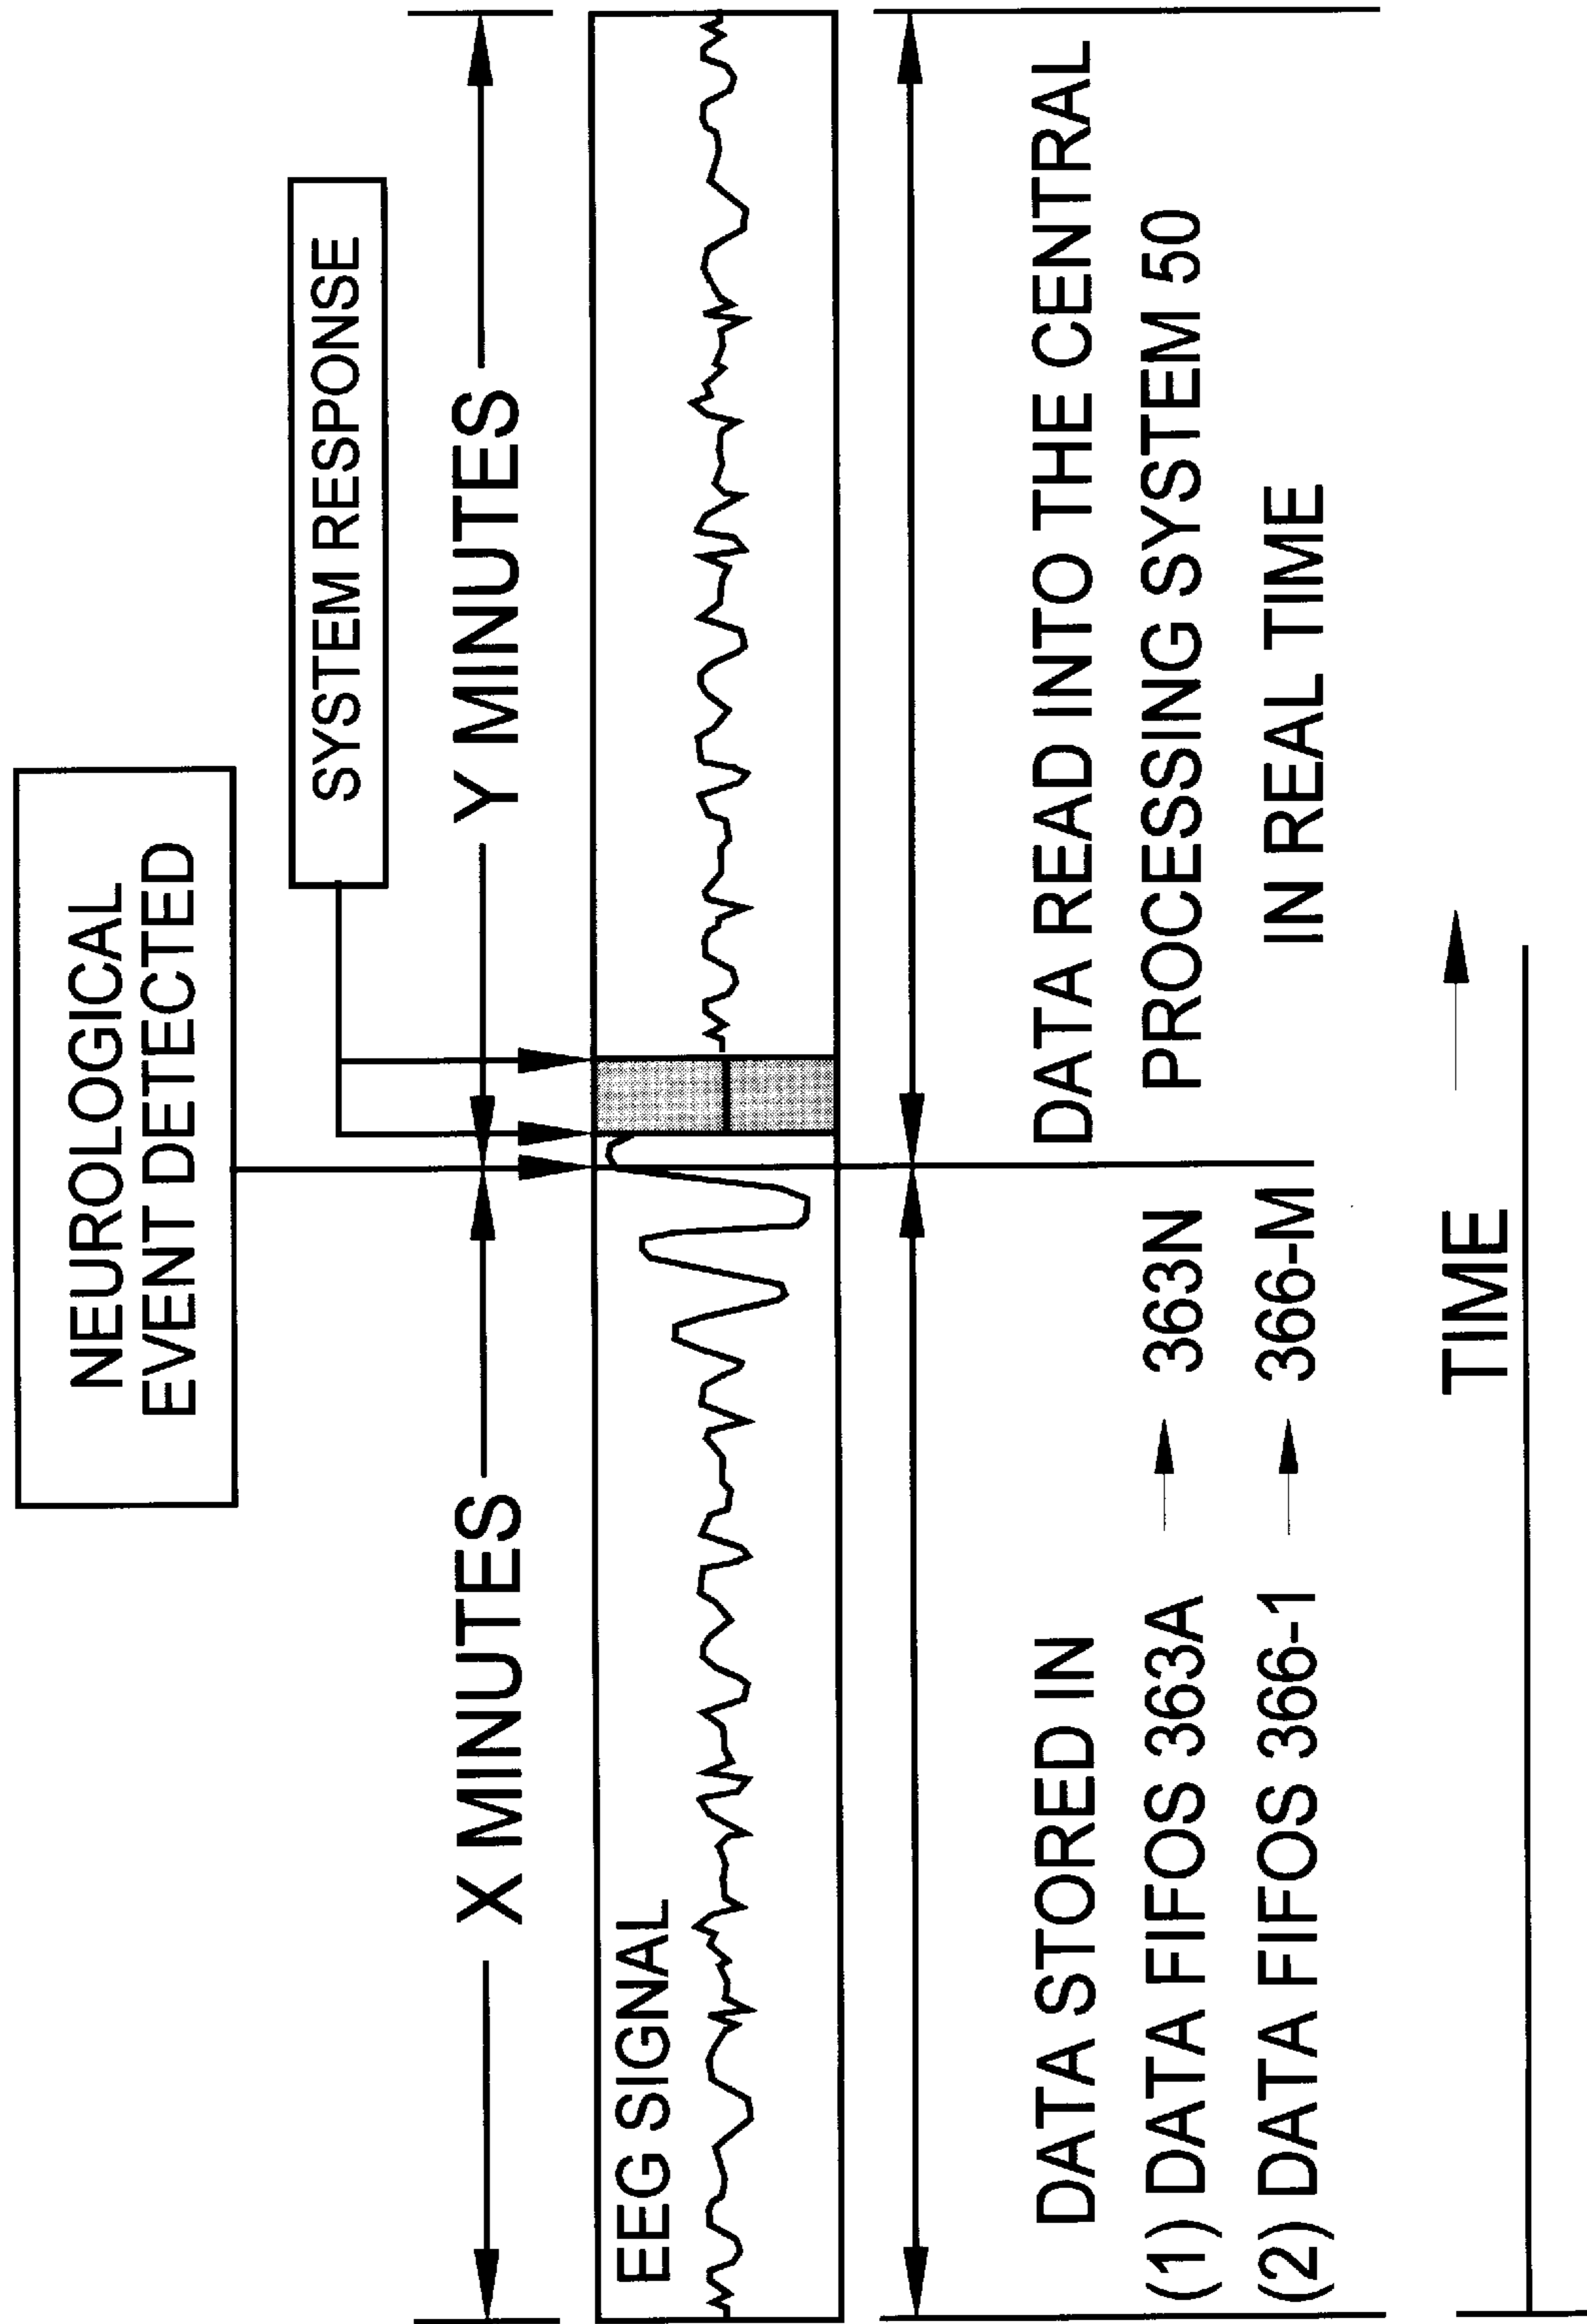 NEUROLOGICAL
EVENT DETECTED
SYSTEM RESPONSE
X MINUTES
Y MINUTES
EEG SIGNAL
DATA STORED IN
(1) DATA FIFOS 363A → 363N
(2) DATA FIFOS 366-1 → 366-M
DATA READ INTO THE CENTRAL
PROCESSING SYSTEM 50
IN REAL TIME
TIME